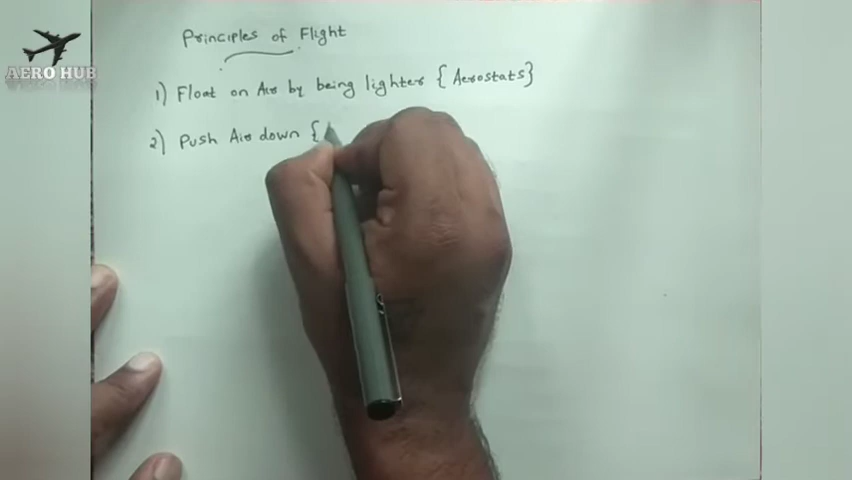 AERO HUB
Principles of Flight
1) Float on Air by being lighter { Aerostats}
2) Push Air down {